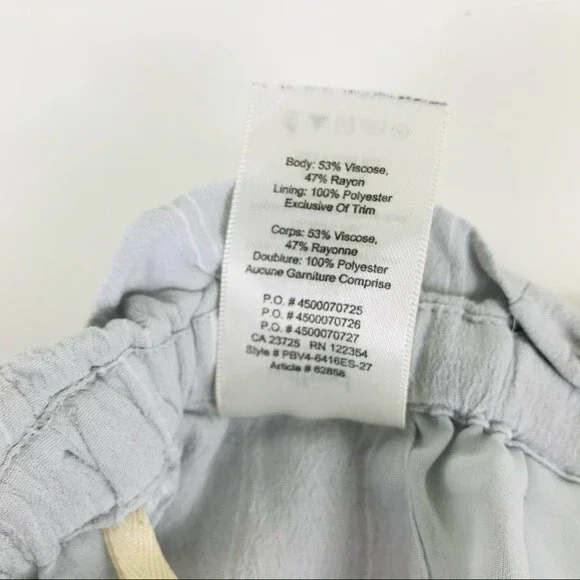 Body: 53% Viscose,
47% Rayon
Lining: 100% Polyester
Exclusive Of Trim
Corps: 53% Viscose,
47% Rayonne
Doublure: 100% Polyester
Aucune Garniture Comprise
P.O. # 4500070725
P.O. # 4500070726
P.O. # 4500070727
CA 23725 RN 122354
Style # PBV4-6416ES-27
Article # 62856